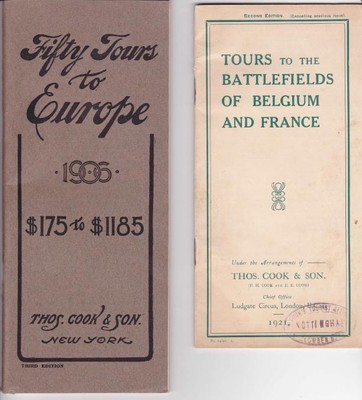 Fifty Tours
to
Europe
·1906·
$175 to $1185
THOS. COOK & SON.
NEW YORK
THIRD EDITION
SECOND EDITION.
TOURS TO THE
BATTLEFIELDS
OF BELGIUM
AND FRANCE
Under the Arrangements of
THOS. COOK & SON.
Chief Office
Ludgate Circus, London,
1921